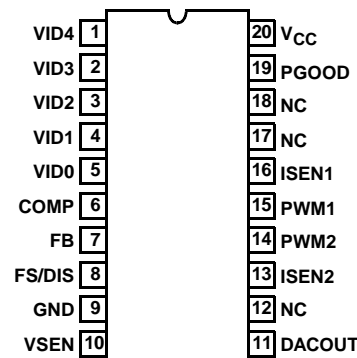 VID4 1 20 VCC
VID3 2 19 PGOOD
VID2 3 18 NC
VID1 4 17 NC
VID0 5 16 ISEN1
COMP 6 15 PWM1
FB 7 14 PWM2
FS/DIS 8 13 ISEN2
GND 9 12 NC
VSEN 10 11 DACOUT